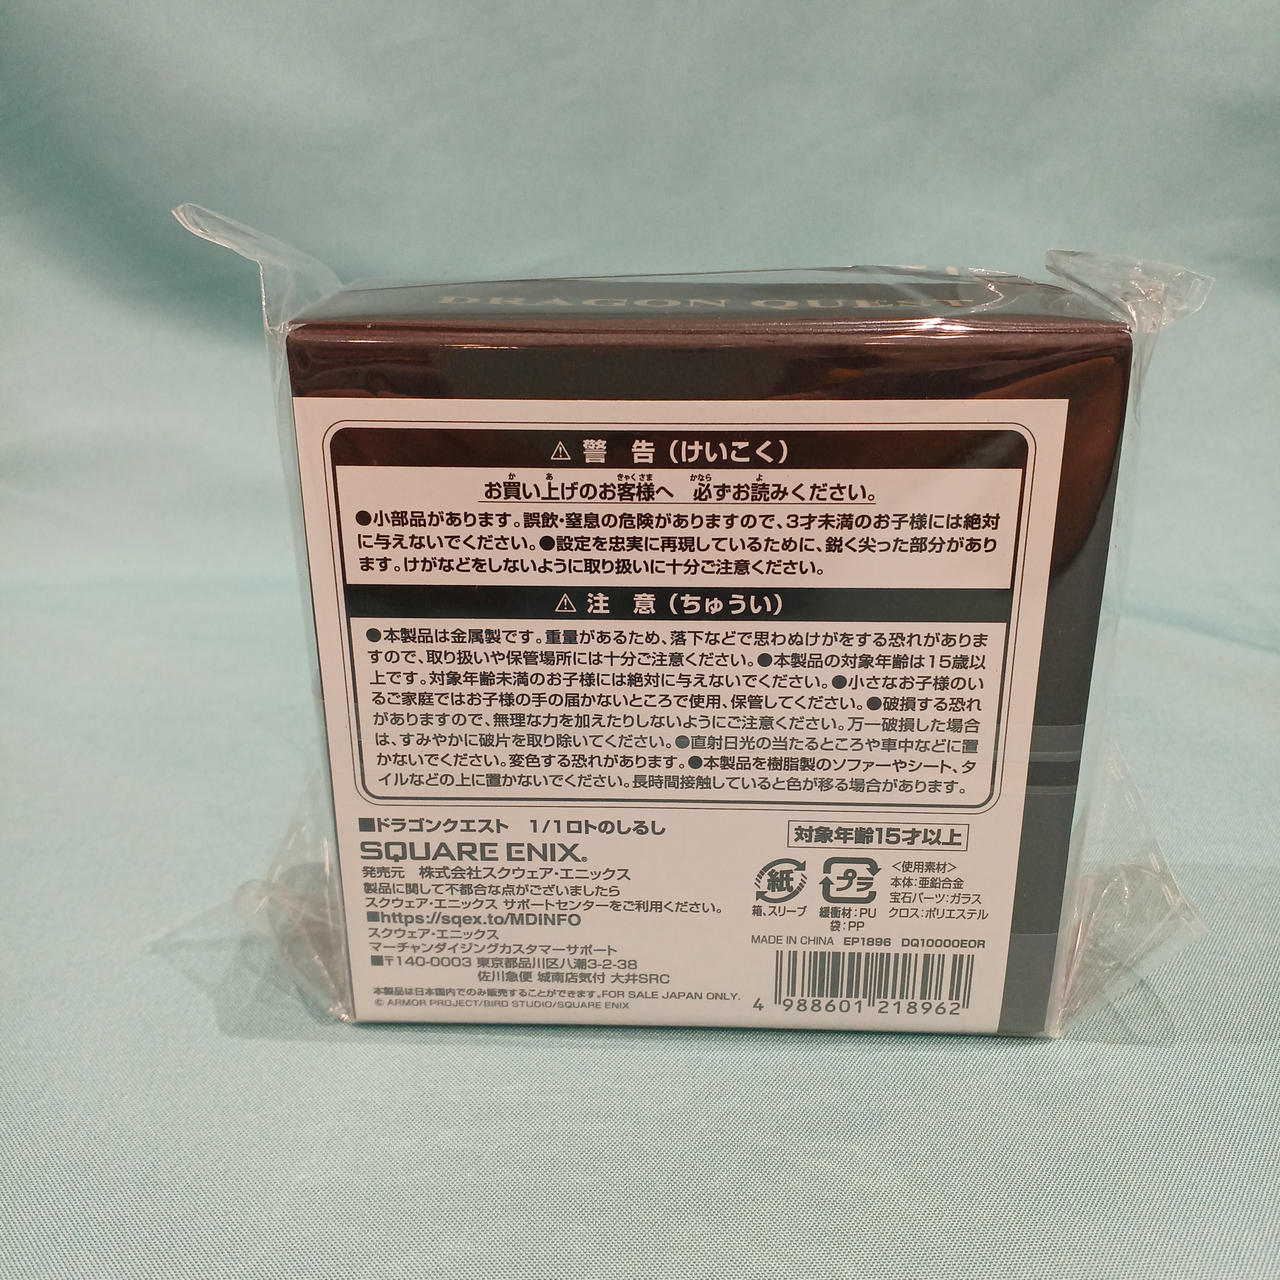 DRAGON QUEST
⚠ 警 告（けいこく）
お買い上げのお客様へ 必ずお読みください。
●小部品があります。誤飲・窒息の危険がありますので、3才未満のお子様には絶対
に与えないでください。●設定を忠実に再現しているために、鋭く尖った部分があり
ます。けがなどをしないように取り扱いに十分ご注意ください。
⚠ 注 意（ちゅうい）
●本製品は金属製です。重量があるため、落下などで思わぬけがをする恐れがありま
すので、取り扱いや保管場所には十分ご注意ください。●本製品の対象年齢は15歳以
上です。対象年齢未満のお子様には絶対に与えないでください。●小さなお子様のい
るご家庭ではお子様の手の届かないところで使用、保管してください。●破損する恐れ
がありますので、無理な力を加えたりしないようにご注意ください。万一破損した場合
は、すみやかに破片を取り除いてください。●直射日光の当たるところや車中などに置
かないでください。変色する恐れがあります。●本製品を樹脂製のソファーやシート、タ
イルなどの上に置かないでください。長時間接触していると色が移る場合があります。
■ドラゴンクエスト 1/1ロトのしるし
SQUARE ENIX®
発売元 株式会社スクウェア・エニックス
製品に関して不都合な点がございましたら
スクウェア・エニックス サポートセンターをご利用ください。
■https://sqex.to/MDINFO
スクウェア・エニックス
マーチャンダイジングカスタマーサポート
■〒140-0003 東京都品川区八潮3-2-38
佐川急便 城南店気付 大井SRC
本製品は日本国内でのみ販売することができます。FOR SALE JAPAN ONLY.
© ARMOR PROJECT/BIRD STUDIO/SQUARE ENIX
対象年齢15才以上
紙
箱、スリーブ
プラ
緩衝材：PU
袋：PP
＜使用素材＞
本体：亜鉛合金
宝石パーツ：ガラス
クロス：ポリエステル
MADE IN CHINA EP1896 DQ10000EOR
4 988601 218962